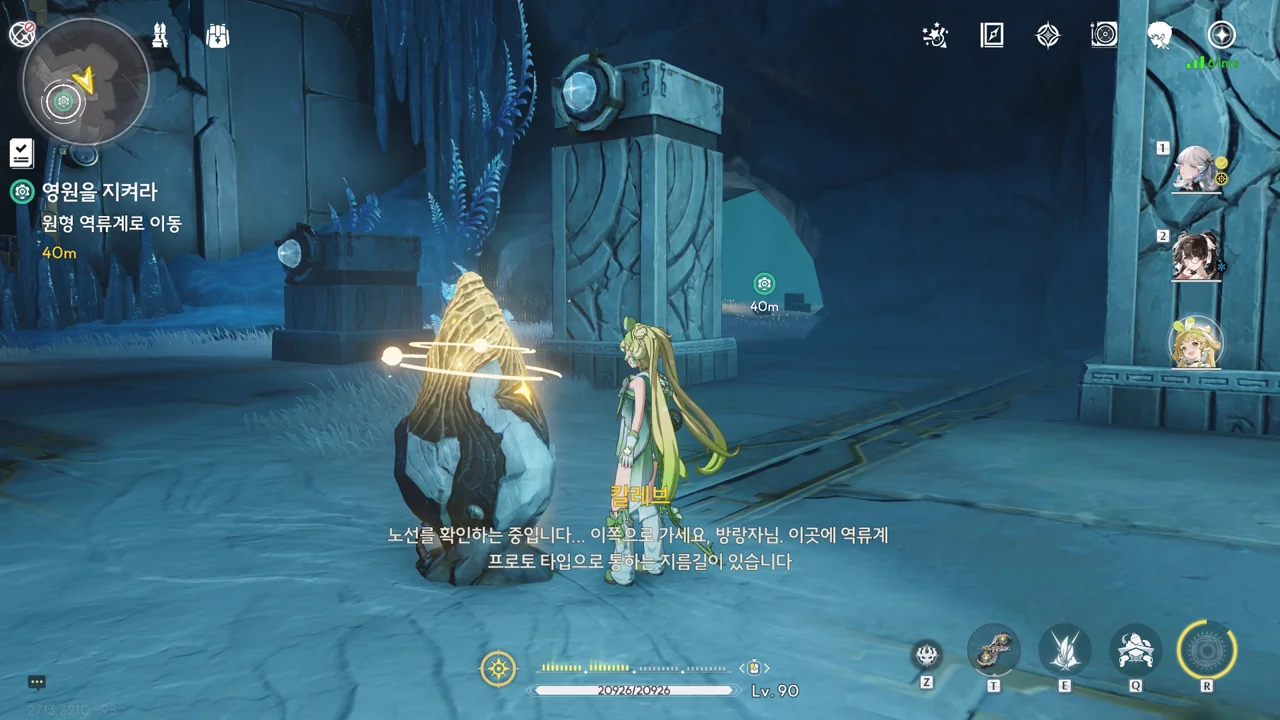 61ms
영원을 지켜라
원형 역류계로 이동
40m
40m
1
2
칼레브
노선을 확인하는 중입니다... 이쪽으로 가세요, 방랑자님. 이곳에 역류계
프로토 타입으로 통하는 지름길이 있습니다
20926/20926
Lv. 90
Z
T
E
Q
R